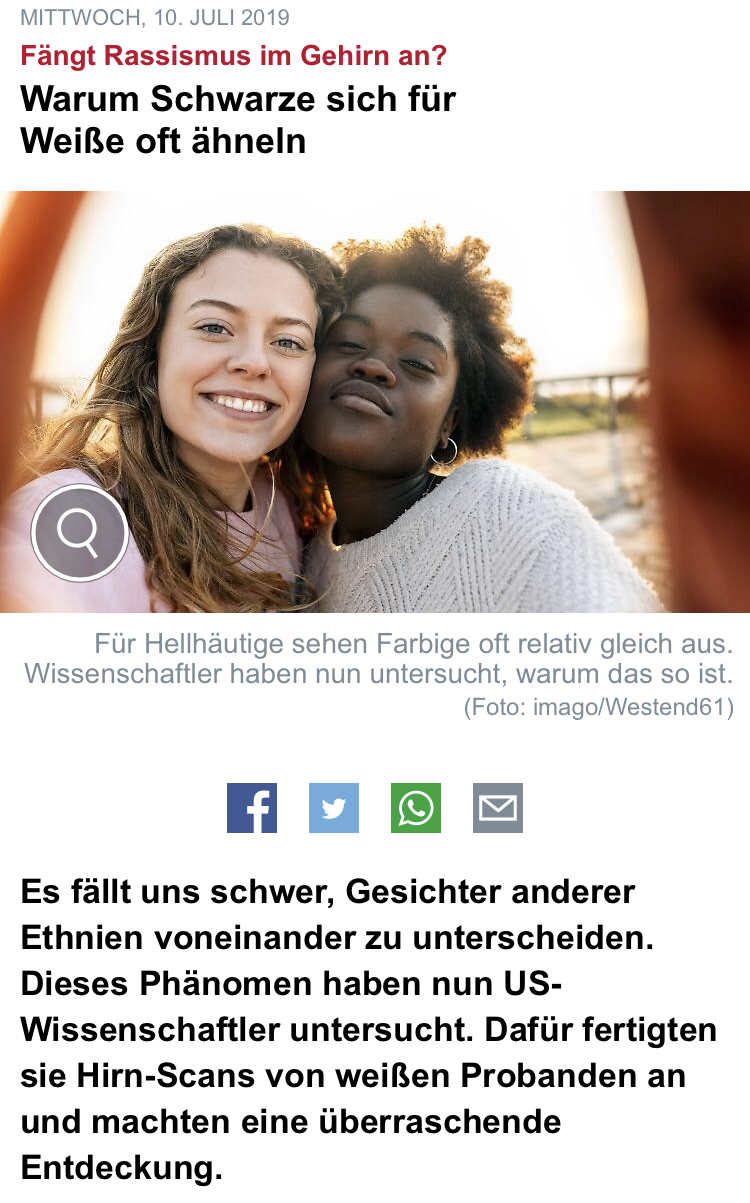 MITTWOCH, 10. JULI 2019
Fängt Rassismus im Gehirn an?
Warum Schwarze sich für
Weiße oft ähneln
Für Hellhäutige sehen Farbige oft relativ gleich aus.
Wissenschaftler haben nun untersucht, warum das so ist.
(Foto: imago/Westend61)
Es fällt uns schwer, Gesichter anderer
Ethnien voneinander zu unterscheiden.
Dieses Phänomen haben nun US-
Wissenschaftler untersucht. Dafür fertigten
sie Hirn-Scans von weißen Probanden an
und machten eine überraschende
Entdeckung.